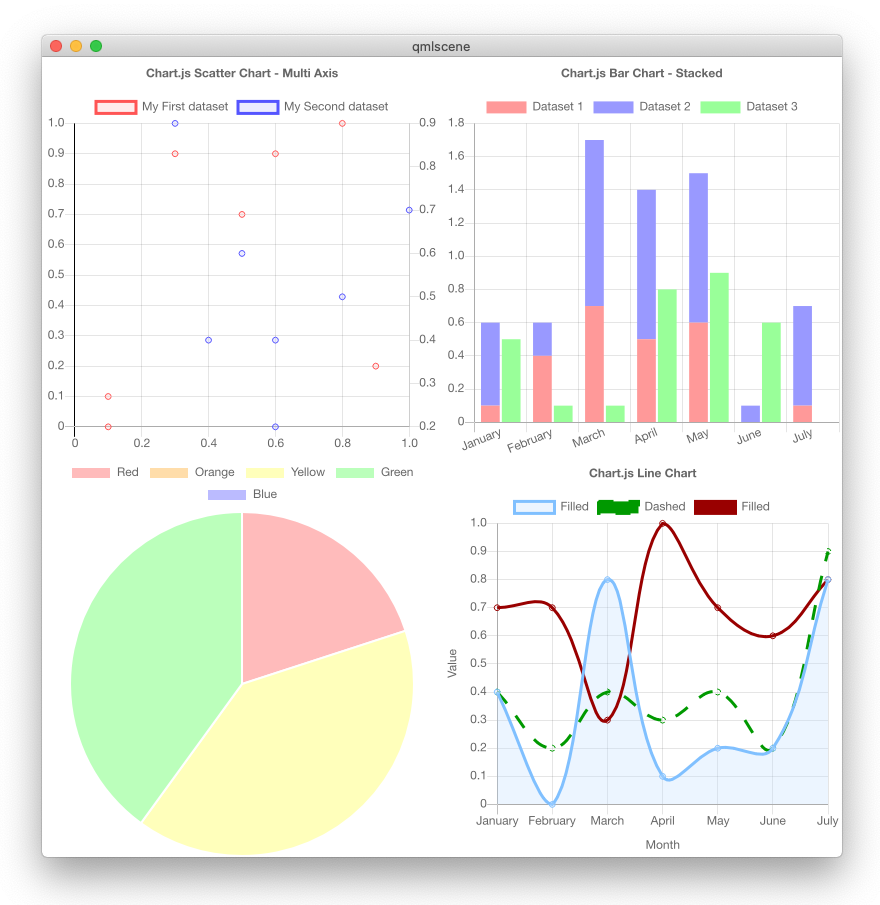 qmlscene
Chart.js Scatter Chart - Multi Axis
My First dataset My Second dataset
1.0
0.9
0.8
0.7
0.6
0.5
0.4
0.3
0.2
0.1
0
0.9
0.8
0.7
0.6
0.5
0.4
0.3
0.2
0 0.2 0.4 0.6 0.8 1.0
Chart.js Bar Chart - Stacked
Dataset 1 Dataset 2 Dataset 3
1.8
1.6
1.4
1.2
1.0
0.8
0.6
0.4
0.2
0
January February March April May June July
Red Orange Yellow Green
Blue
Chart.js Line Chart
Filled Dashed Filled
Value
1.0
0.9
0.8
0.7
0.6
0.5
0.4
0.3
0.2
0.1
0
January February March April May June July
Month